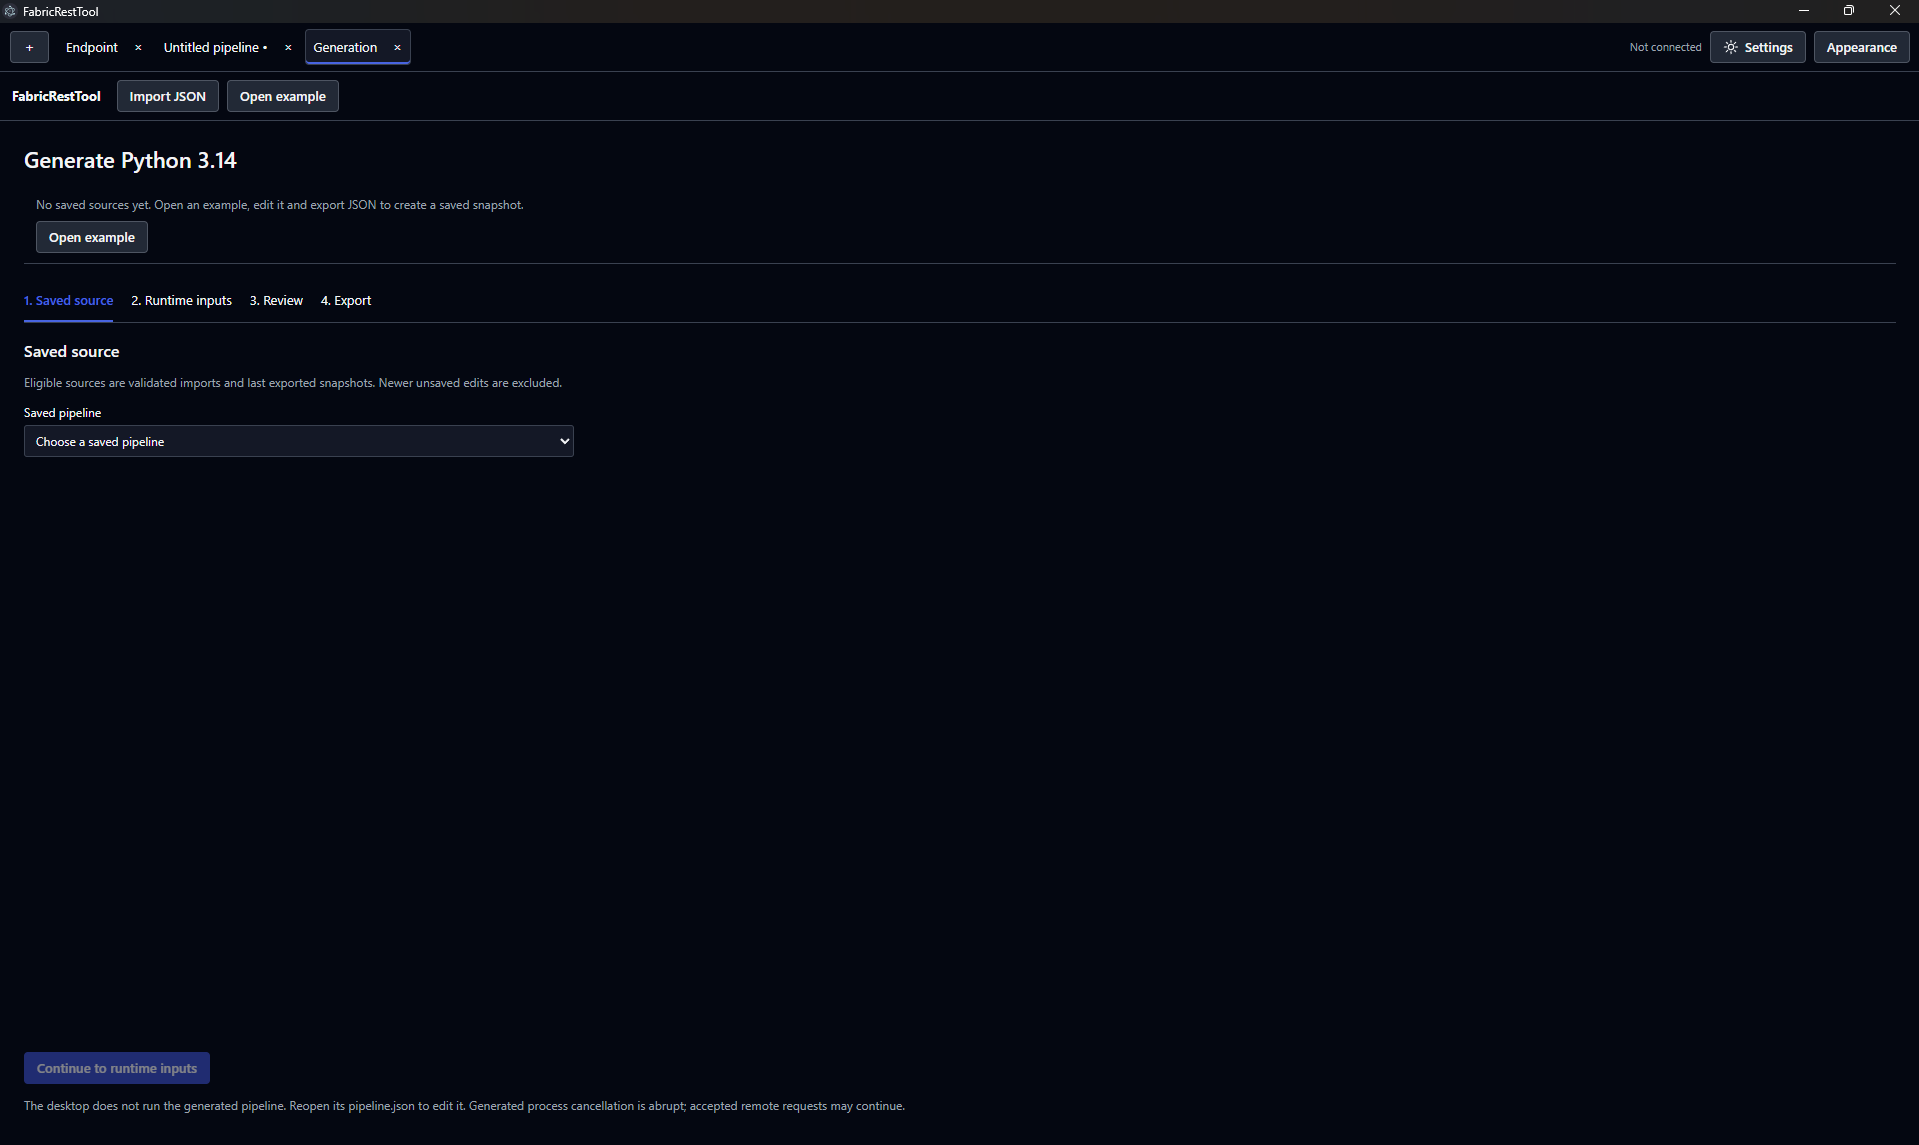 FabricRestTool
+ Endpoint × Untitled pipeline • × Generation × Not connected Settings Appearance
FabricRestTool Import JSON Open example
Generate Python 3.14
No saved sources yet. Open an example, edit it and export JSON to create a saved snapshot.
Open example
1. Saved source 2. Runtime inputs 3. Review 4. Export
Saved source
Eligible sources are validated imports and last exported snapshots. Newer unsaved edits are excluded.
Saved pipeline
Choose a saved pipeline
Continue to runtime inputs
The desktop does not run the generated pipeline. Reopen its pipeline.json to edit it. Generated process cancellation is abrupt; accepted remote requests may continue.